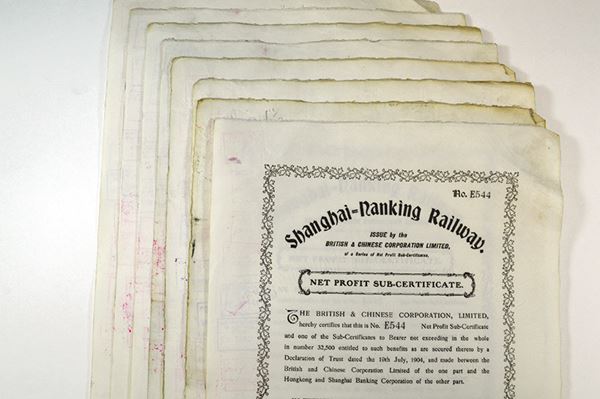 No. E544
Shanghai-Nanking Railway.
ISSUE by the
BRITISH & CHINESE CORPORATION LIMITED,
of a Series of Net Profit Sub-Certificates.
NET PROFIT SUB-CERTIFICATE.
THE BRITISH & CHINESE CORPORATION, LIMITED,
hereby certifies that this is No. E544 Net Profit Sub-Certificate
and one of the Sub-Certificates to Bearer not exceeding in the whole
in number 32,500 entitled to such benefits as are secured thereby to a
Declaration of Trust dated the 19th July, 1904, and made between the
British and Chinese Corporation Limited of the one part and the
Hongkong and Shanghai Banking Corporation of the other part.